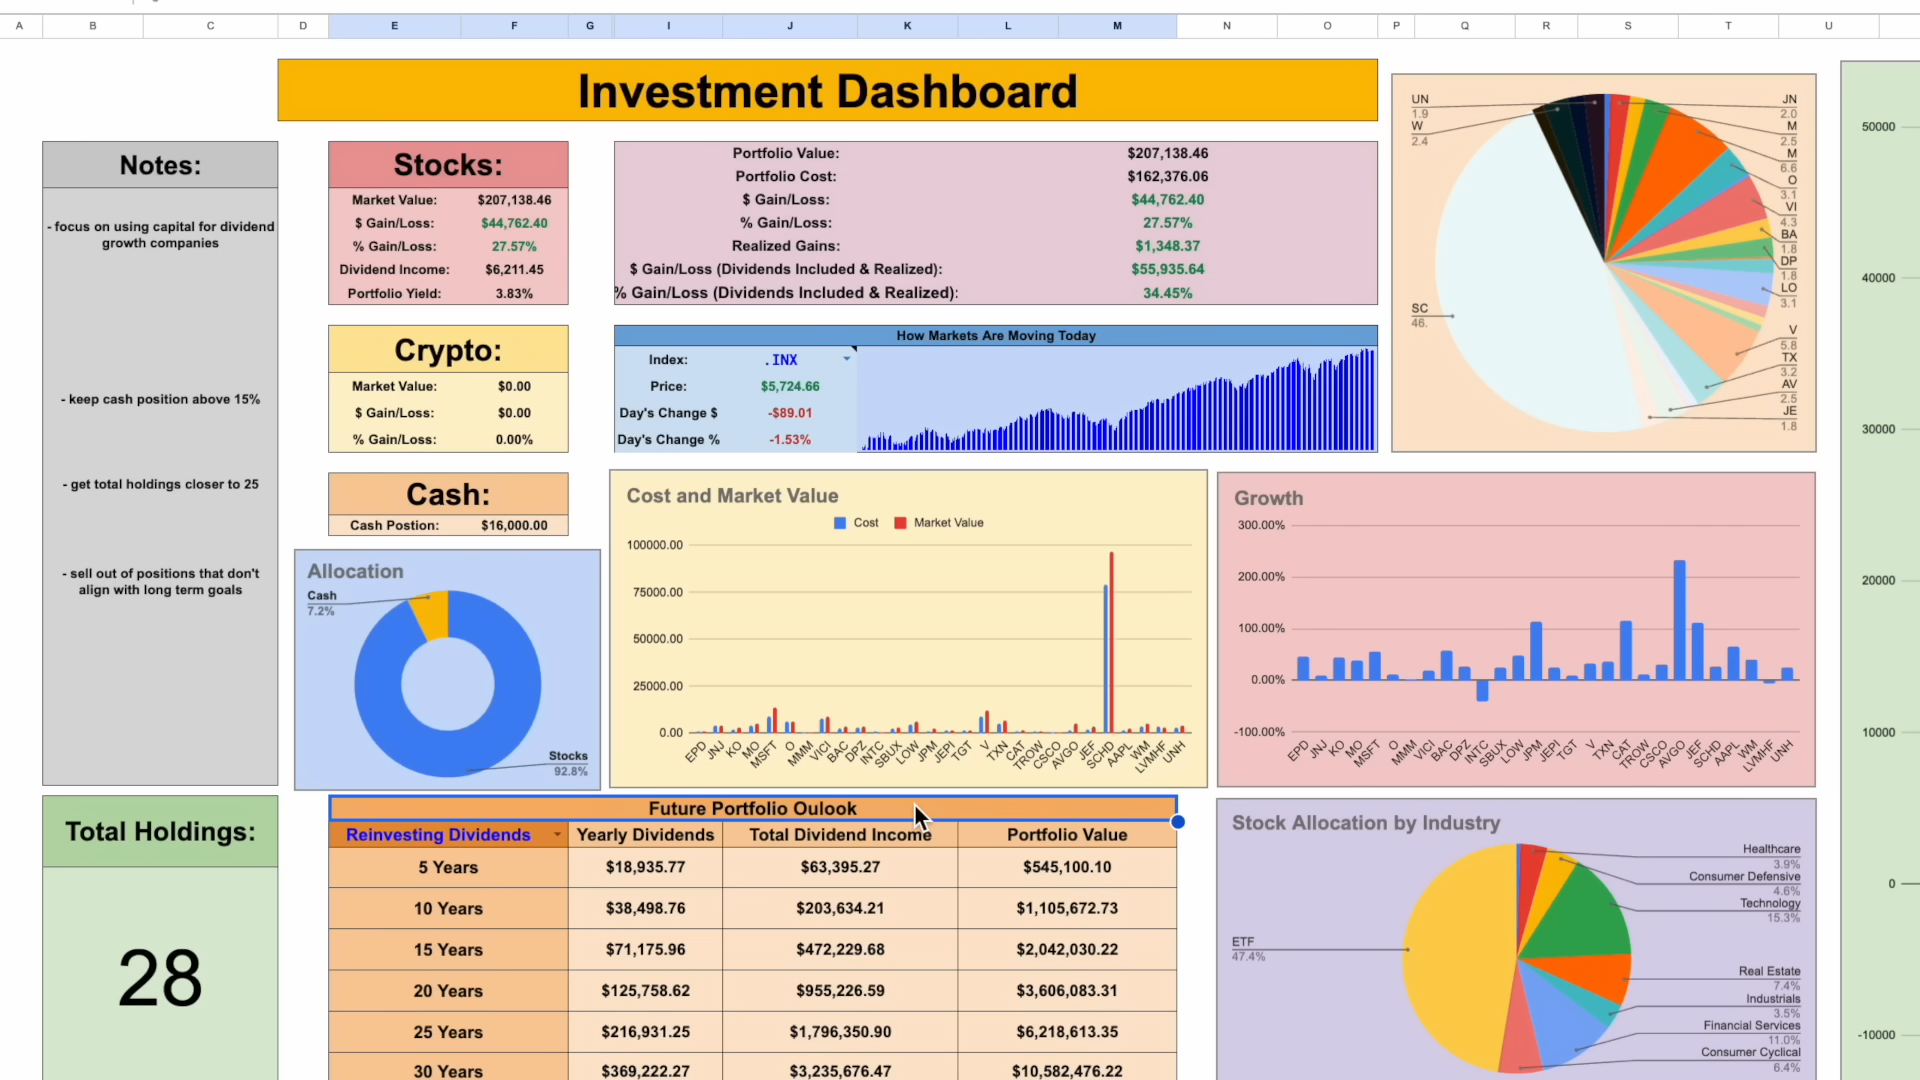 A B C D E F G I J K L M N O P Q R S T U
Investment Dashboard
Notes:
- focus on using capital for dividend
growth companies
- keep cash position above 15%
- get total holdings closer to 25
- sell out of positions that don't
align with long term goals
Total Holdings:
28
Stocks:
Market Value: $207,138.46
$ Gain/Loss: $44,762.40
% Gain/Loss: 27.57%
Dividend Income: $6,211.45
Portfolio Yield: 3.83%
Crypto:
Market Value: $0.00
$ Gain/Loss: $0.00
% Gain/Loss: 0.00%
Cash:
Cash Postion: $16,000.00
Portfolio Value: $207,138.46
Portfolio Cost: $162,376.06
$ Gain/Loss: $44,762.40
% Gain/Loss: 27.57%
Realized Gains: $1,348.37
$ Gain/Loss (Dividends Included & Realized): $55,935.64
% Gain/Loss (Dividends Included & Realized): 34.45%
How Markets Are Moving Today
Index: .INX
Price: $5,724.66
Day's Change $ -$89.01
Day's Change % -1.53%
UN
1.9
W
2.4
SC
46.
JN
2.0
M
2.5
M
6.6
O
3.1
VI
4.3
BA
1.8
DP
1.8
LO
3.1
V
5.8
TX
3.2
AV
2.5
JE
1.8
Allocation
Cash
7.2%
Stocks
92.8%
Cost and Market Value
Cost Market Value
100000.00
75000.00
50000.00
25000.00
0.00
EPD JNJ KO MO MSFT O MMM VICI BAC DPZ INTC SBUX LOW JPM JEPI TGT V TXN CAT TROW CSCO AVGO JEF SCHD AAPL WM LVMHF UNH
Growth
300.00%
200.00%
100.00%
0.00%
-100.00%
EPD JNJ KO MO MSFT O MMM VICI BAC DPZ INTC SBUX LOW JPM JEPI TGT V TXN CAT TROW CSCO AVGO JEF SCHD AAPL WM LVMHF UNH
Future Portfolio Oulook
Reinvesting Dividends Yearly Dividends Total Dividend Income Portfolio Value
5 Years $18,935.77 $63,395.27 $545,100.10
10 Years $38,498.76 $203,634.21 $1,105,672.73
15 Years $71,175.96 $472,229.68 $2,042,030.22
20 Years $125,758.62 $955,226.59 $3,606,083.31
25 Years $216,931.25 $1,796,350.90 $6,218,613.35
30 Years $369,222.27 $3,235,676.47 $10,582,476.22
Stock Allocation by Industry
ETF
47.4%
Healthcare
3.9%
Consumer Defensive
4.6%
Technology
15.3%
Real Estate
7.4%
Industrials
3.5%
Financial Services
11.0%
Consumer Cyclical
6.4%
50000
40000
30000
20000
10000
0
-10000